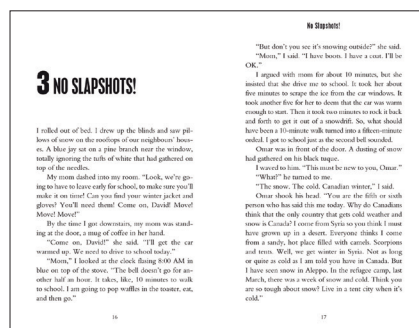 3 NO SLAPSHOTS!
I rolled out of bed. I drew up the blinds and saw pil-
lows of snow on the rooftops of our neighbours' hous-
es. A blue jay sat on a pine branch near the window,
totally ignoring the tufts of white that had gathered on
top of the needles.
My mom dashed into my room. "Look, we're go-
ing to have to leave early for school, to make sure you'll
make it on time! Can you find your winter jacket and
gloves? You'll need them! Come on, David! Move!
Move! Move!"
By the time I got downstairs, my mom was stand-
ing at the door, a mug of coffee in her hand.
"Come on, David!" she said. "I'll get the car
warmed up. We need to drive to school today."
"Mom," I looked at the clock flashing 8:00 AM in
blue on top of the stove. "The bell doesn't go for an-
other half an hour. It takes, like, 10 minutes to walk
to school. I am going to pop waffles in the toaster, eat,
and then go."
16
No Slapshots!
"But don't you see it's snowing outside?" she said.
"Mom," I said. "I have boots. I have a coat. I'll be
OK."
I argued with mom for about 10 minutes, but she
insisted that she drive me to school. It took her about
five minutes to scrape the ice from the car windows. It
took another five for her to deem that the car was warm
enough to start. Then it took two minutes to rock it back
and forth to get it out of a snowdrift. So, what should
have been a 10-minute walk turned into a fifteen-minute
ordeal. I got to school just as the second bell sounded.
Omar was in front of the door. A dusting of snow
had gathered on his black tuque.
I waved to him. "This must be new to you, Omar."
"What?" he turned to me.
"The snow. The cold. Canadian winter," I said.
Omar shook his head. "You are the fifth or sixth
person who has said this me today. Why do Canadians
think that the only country that gets cold weather and
snow is Canada? I come from Syria so you think I must
have grown up in a desert. Everyone thinks I come
from a sandy, hot place filled with camels. Scorpions
and tents. Well, we get winter in Syria. Not as long
or quite as cold as I am told you have in Canada. But
I have seen snow in Aleppo. In the refugee camp, last
March, there was a week of snow and cold. Think you
are so tough about snow? Live in a tent city when it's
cold."
17